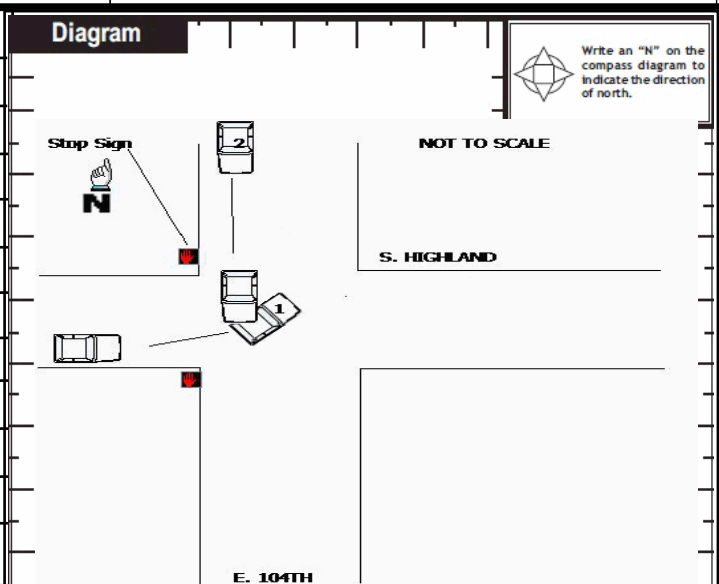 Diagram
Write an "N" on the
compass diagram to
indicate the direction
of north.
Stop Sign
2
NOT TO SCALE
N
S. HIGHLAND
1
E. 104TH